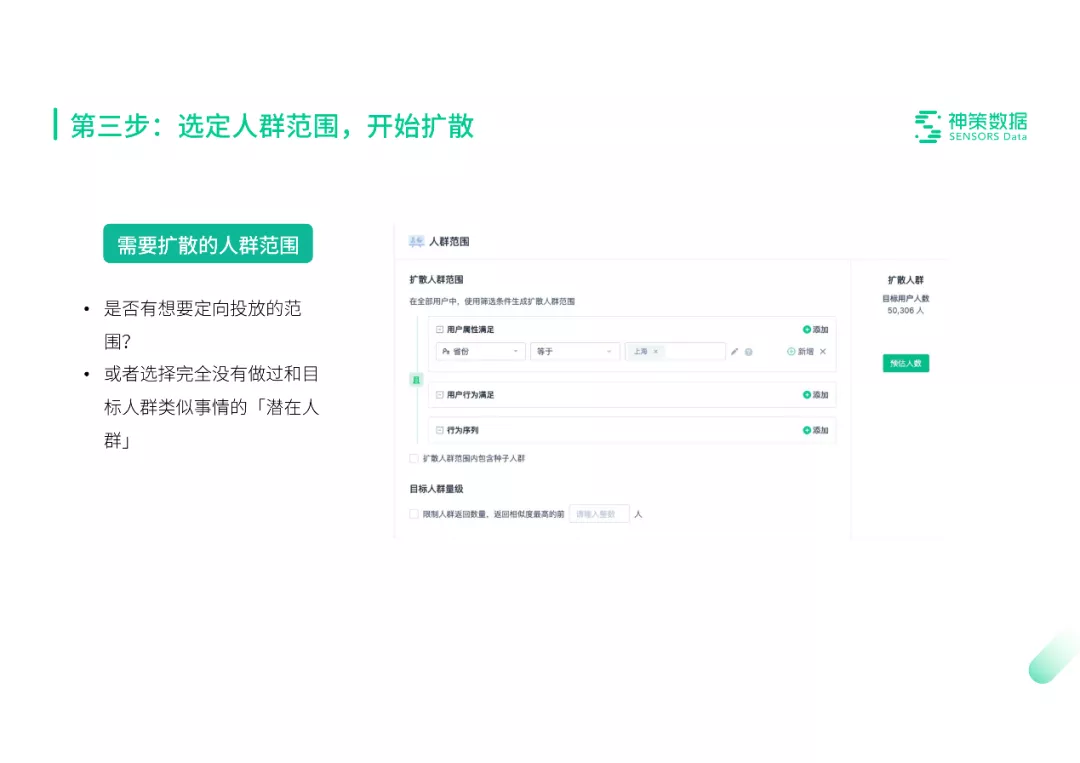 第三步：选定人群范围，开始扩散
神策数据
SENSORS Data
需要扩散的人群范围
• 是否有想要定向投放的范
围？
• 或者选择完全没有做过和目
标人群类似事情的「潜在人
群」
人群范围
扩散人群范围
在全部用户中，使用筛选条件生成扩散人群范围
用户属性满足 添加
省份 等于 上海 × 新增 ×
且
用户行为满足 添加
行为序列 添加
扩散人群范围内包含种子人群
目标人群量级
限制人群返回数量，返回相似度最高的前 请输入整数 人
扩散人群
目标用户人数
50,306 人
预估人数